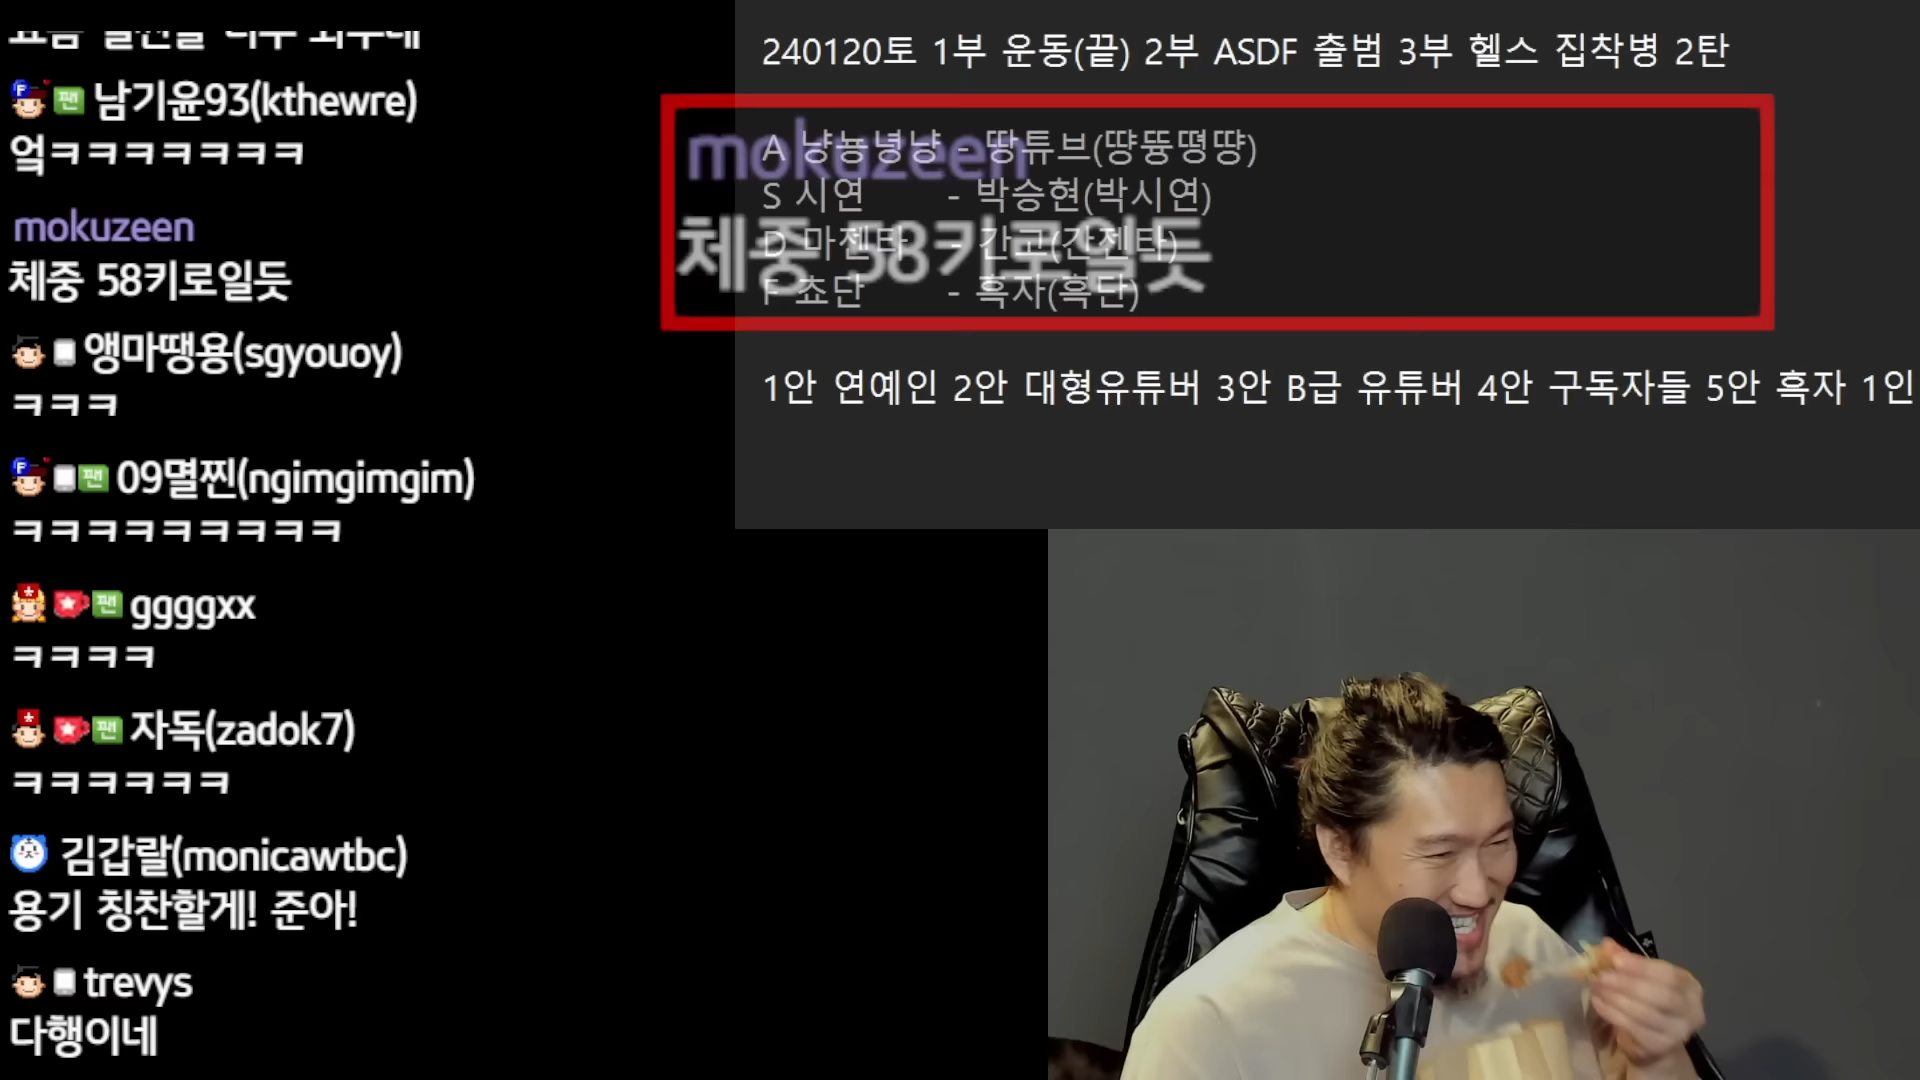 요즘
남기윤93(kthewre)
엌ㅋㅋㅋㅋㅋㅋㅋ
mokuzeen
체중 58키로일듯
앵마땡용(sgyouoy)
ㅋㅋㅋ
09멸찐(ngimgimgim)
ㅋㅋㅋㅋㅋㅋㅋㅋㅋ
ggggxx
ㅋㅋㅋㅋ
자독(zadok7)
ㅋㅋㅋㅋㅋㅋ
김갑랄(monicawtbc)
용기 칭찬할게! 준아!
trevys
다행이네
240120토 1부 운동(끝) 2부 ASDF 출범 3부 헬스 집착병 2탄
mokuzeen
체중 58키로일듯
A 냥뇽녕냥 - 땅튜브(땽듕떵땽)
S 시연 - 박승현(박시연)
D 마젠타 - 간고(간젠타)
F 쵸단 - 흑자(흑단)
1안 연예인 2안 대형유튜버 3안 B급 유튜버 4안 구독자들 5안 흑자 1인